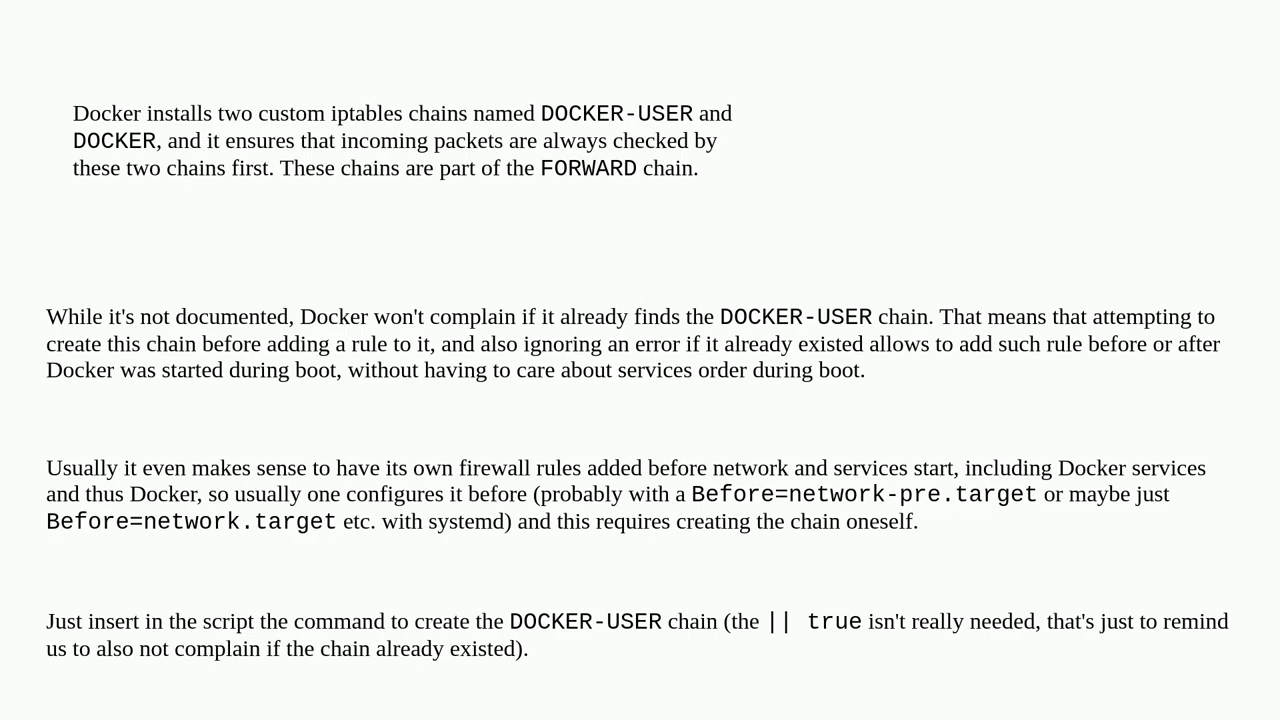 Docker installs two custom iptables chains named DOCKER-USER and
DOCKER, and it ensures that incoming packets are always checked by
these two chains first. These chains are part of the FORWARD chain.
While it's not documented, Docker won't complain if it already finds the DOCKER-USER chain. That means that attempting to
create this chain before adding a rule to it, and also ignoring an error if it already existed allows to add such rule before or after
Docker was started during boot, without having to care about services order during boot.
Usually it even makes sense to have its own firewall rules added before network and services start, including Docker services
and thus Docker, so usually one configures it before (probably with a Before=network-pre.target or maybe just
Before=network.target etc. with systemd) and this requires creating the chain oneself.
Just insert in the script the command to create the DOCKER-USER chain (the || true isn't really needed, that's just to remind
us to also not complain if the chain already existed).